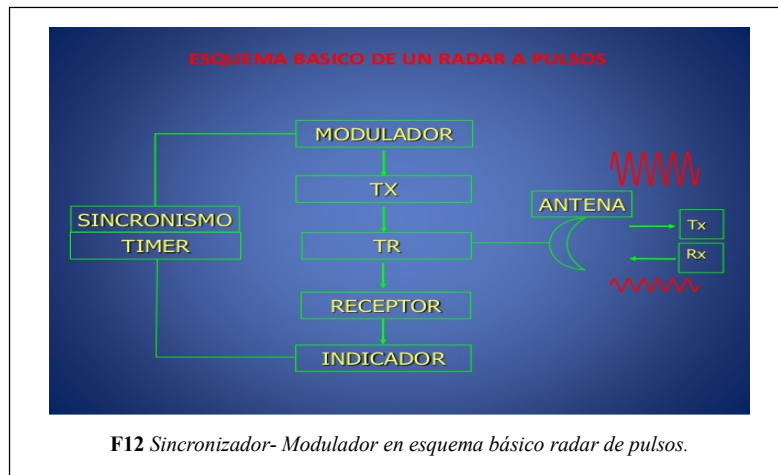 ESQUEMA BASICO DE UN RADAR A PULSOS
MODULADOR
TX
ANTENA
SINCRONISMO
TIMER
TR
Tx
Rx
RECEPTOR
INDICADOR
F12 Sincronizador- Modulador en esquema básico radar de pulsos.